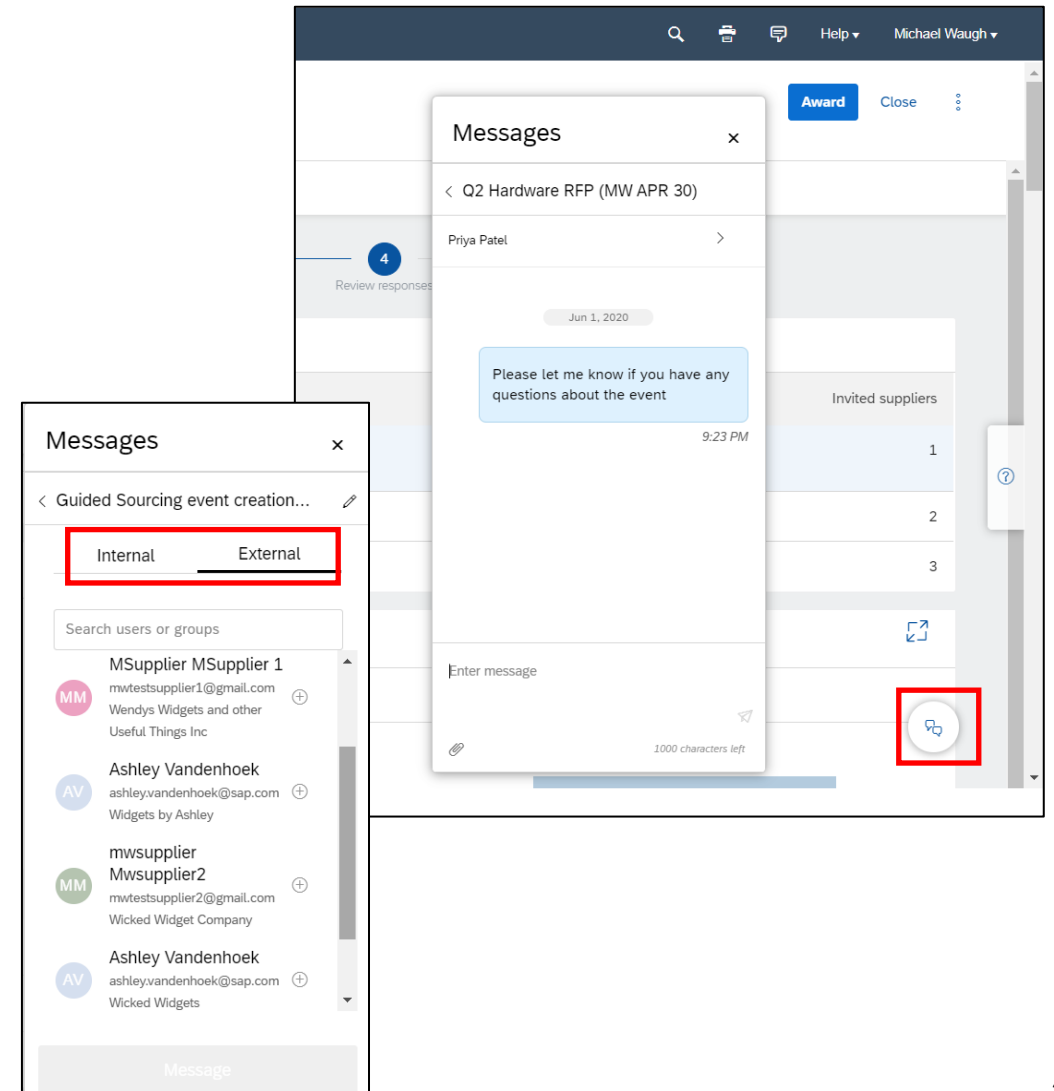 Help
Michael Waugh
Award
Close
Messages
×
Q2 Hardware RFP (MW APR 30)
Priya Patel
4
Review responses
Jun 1, 2020
Please let me know if you have any
questions about the event
9:23 PM
Invited suppliers
1
2
3
Enter message
1000 characters left
Messages
×
Guided Sourcing event creation...
Internal
External
Search users or groups
MM
MSupplier MSupplier 1
mwtestsupplier1@gmail.com
Wendys Widgets and other
Useful Things Inc
AV
Ashley Vandenhoek
ashley.vandenhoek@sap.com
Widgets by Ashley
MM
mwsupplier
Mwsupplier2
mwtestsupplier2@gmail.com
Wicked Widget Company
AV
Ashley Vandenhoek
ashley.vandenhoek@sap.com
Wicked Widgets
Message